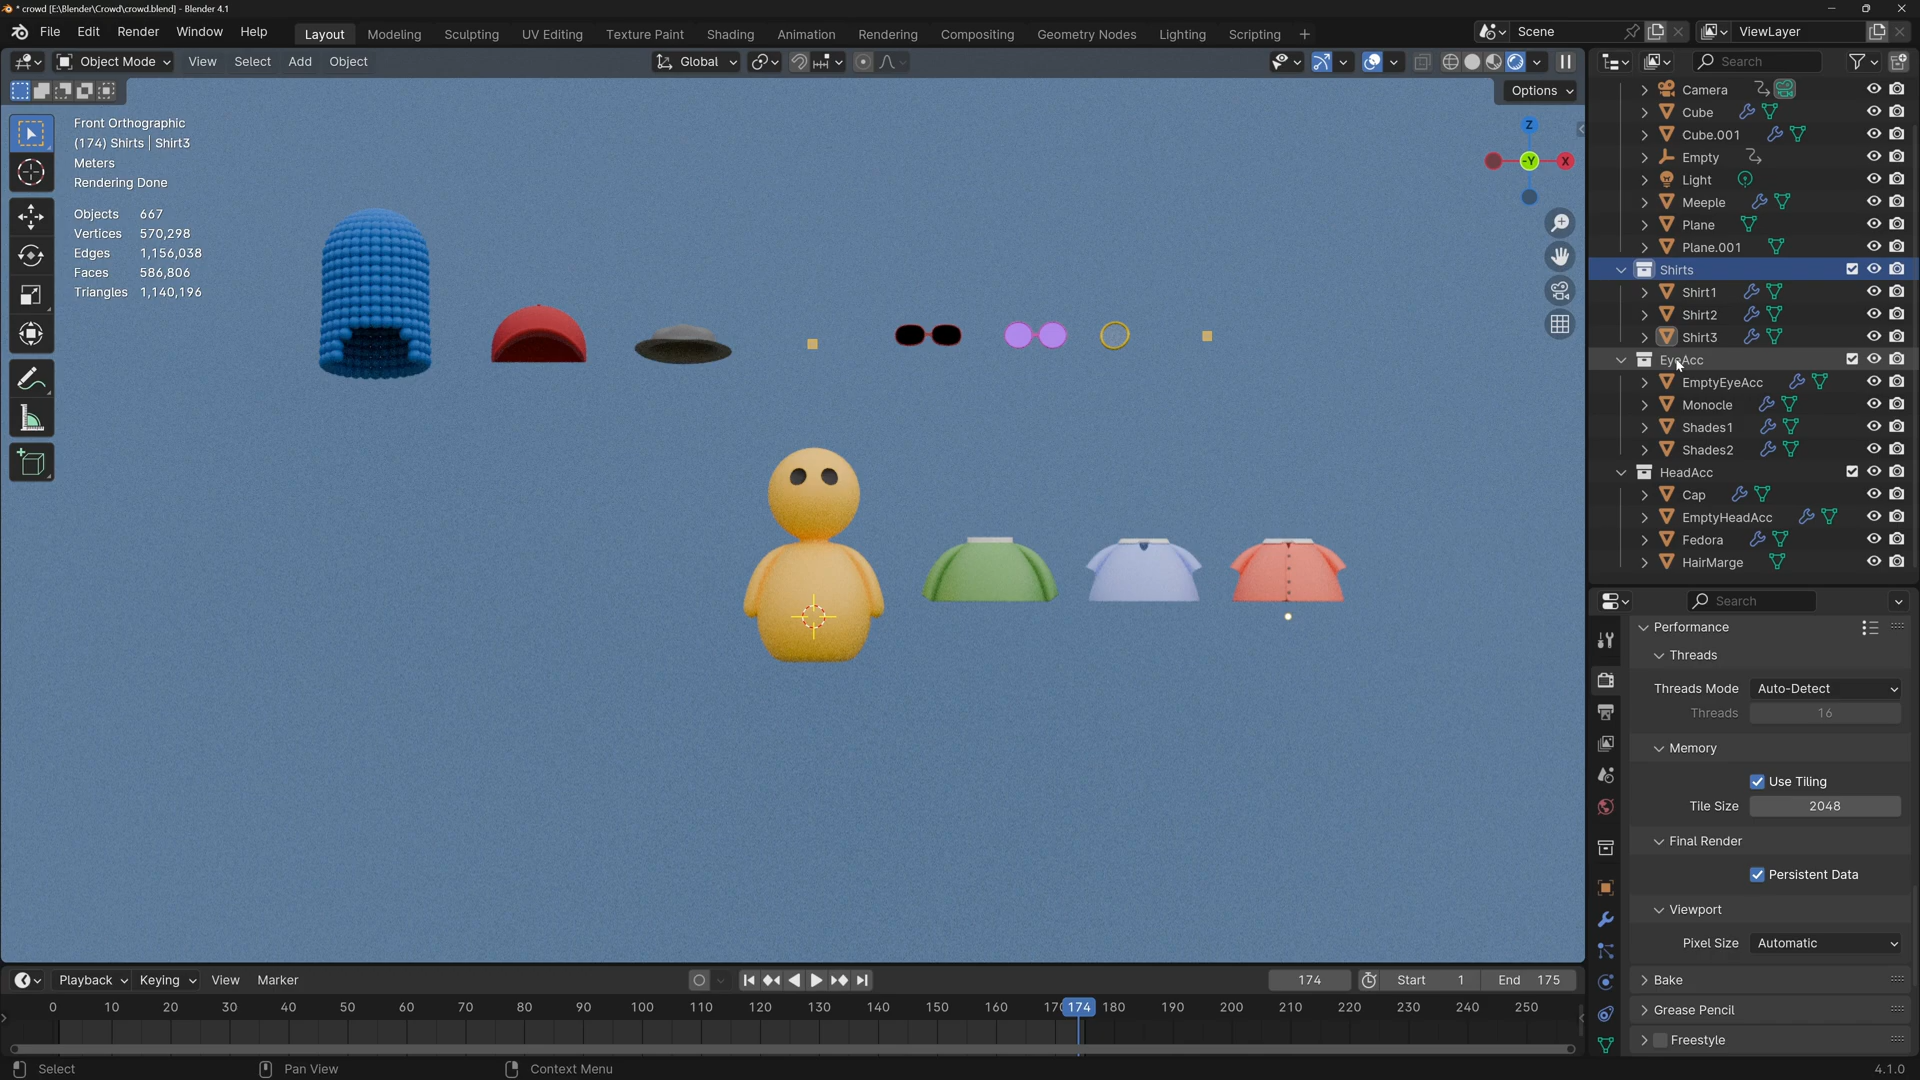 * crowd [E:\Blender\Crowd\crowd.blend] - Blender 4.1
File Edit Render Window Help Layout Modeling Sculpting UV Editing Texture Paint Shading Animation Rendering Compositing Geometry Nodes Lighting Scripting + Scene ViewLayer
Object Mode View Select Add Object Global Search
Options
Front Orthographic
(174) Shirts | Shirt3
Meters
Rendering Done
Objects 667
Vertices 570,298
Edges 1,156,038
Faces 586,806
Triangles 1,140,196
Z
-Y X
Camera
Cube
Cube.001
Empty
Light
Meeple
Plane
Plane.001
Shirts
Shirt1
Shirt2
Shirt3
EyeAcc
EmptyEyeAcc
Monocle
Shades1
Shades2
HeadAcc
Cap
EmptyHeadAcc
Fedora
HairMarge
Search
Performance
Threads
Threads Mode Auto-Detect
Threads 16
Memory
Use Tiling
Tile Size 2048
Final Render
Persistent Data
Viewport
Pixel Size Automatic
Bake
Grease Pencil
Freestyle
Playback Keying View Marker 174 Start 1 End 175
0 10 20 30 40 50 60 70 80 90 100 110 120 130 140 150 160 174 180 190 200 210 220 230 240 250
Select Pan View Context Menu 4.1.0